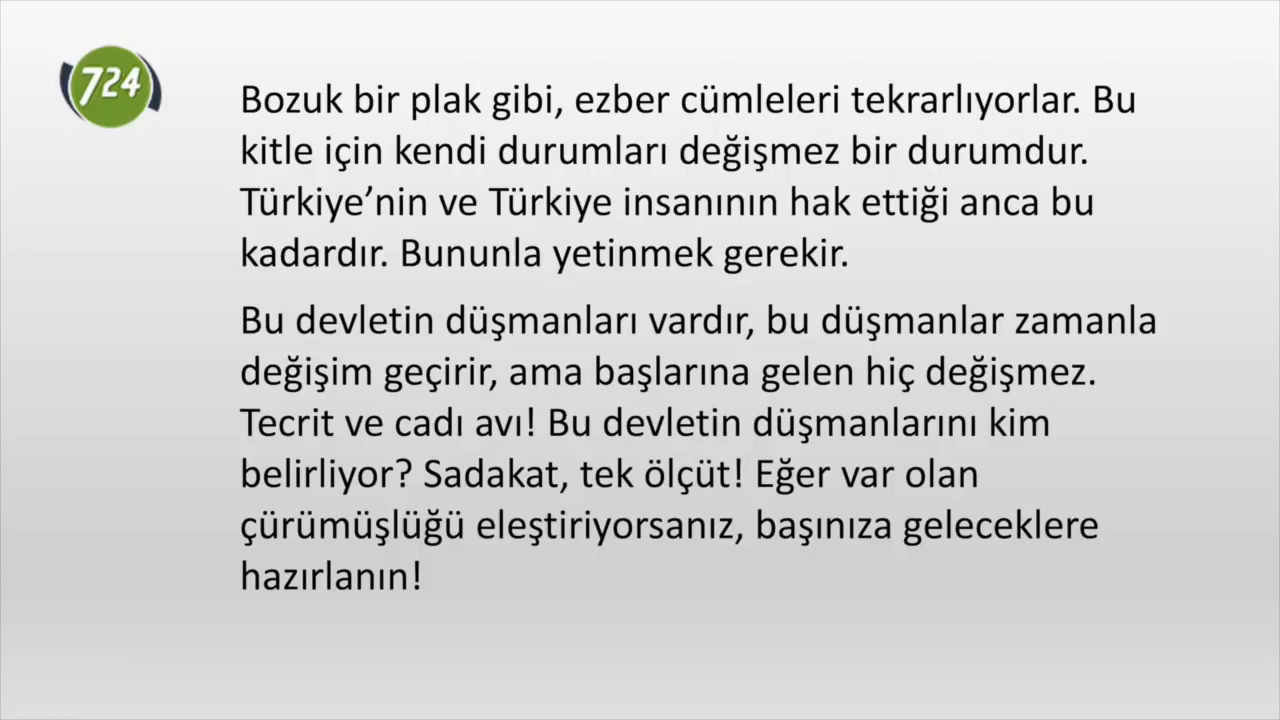 724
Bozuk bir plak gibi, ezber cümleleri tekrarlıyorlar. Bu
kitle için kendi durumları değişmez bir durumdur.
Türkiye’nin ve Türkiye insanının hak ettiği anca bu
kadardır. Bununla yetinmek gerekir.
Bu devletin düşmanları vardır, bu düşmanlar zamanla
değişim geçirir, ama başlarına gelen hiç değişmez.
Tecrit ve cadı avı! Bu devletin düşmanlarını kim
belirliyor? Sadakat, tek ölçüt! Eğer var olan
çürümüşlüğü eleştiriyorsanız, başınıza geleceklere
hazırlanın!